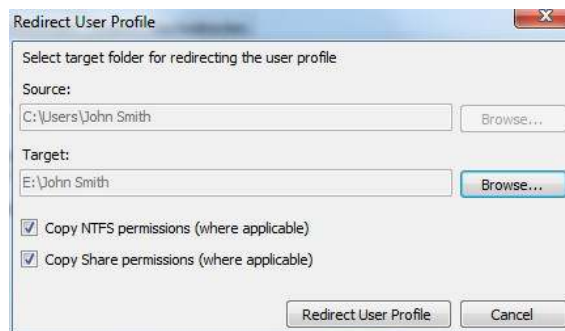 Redirect User Profile
Select target folder for redirecting the user profile
Source:
C:\Users\John Smith
Browse...
Target:
E:\John Smith
Browse...
Copy NTFS permissions (where applicable)
Copy Share permissions (where applicable)
Redirect User Profile
Cancel